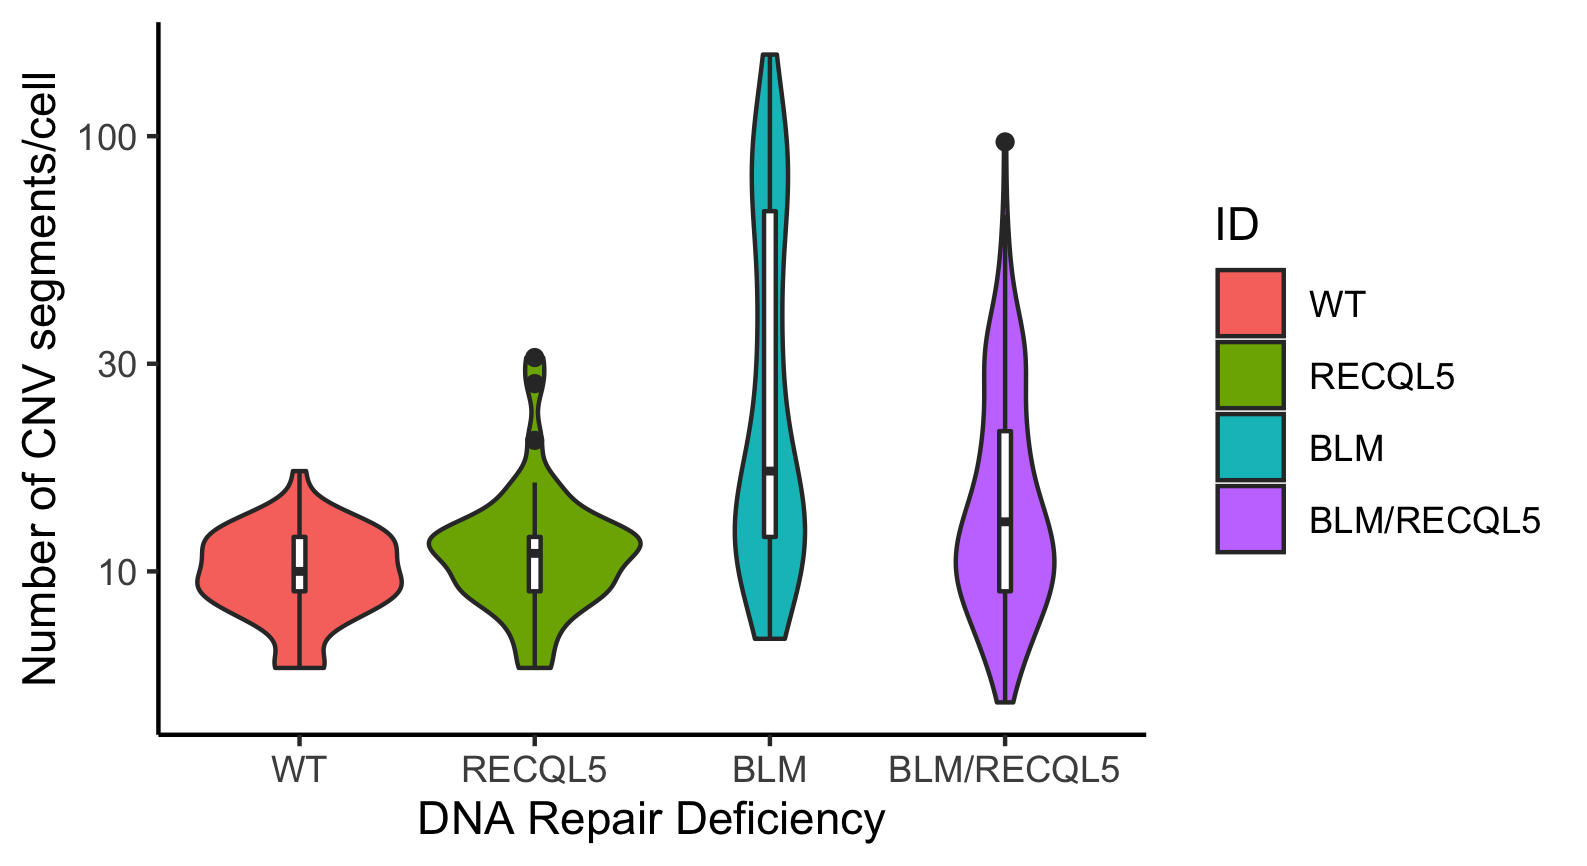 Number of CNV segments/cell
100
30
10
WT
RECQL5
BLM
BLM/RECQL5
DNA Repair Deficiency
ID
WT
RECQL5
BLM
BLM/RECQL5